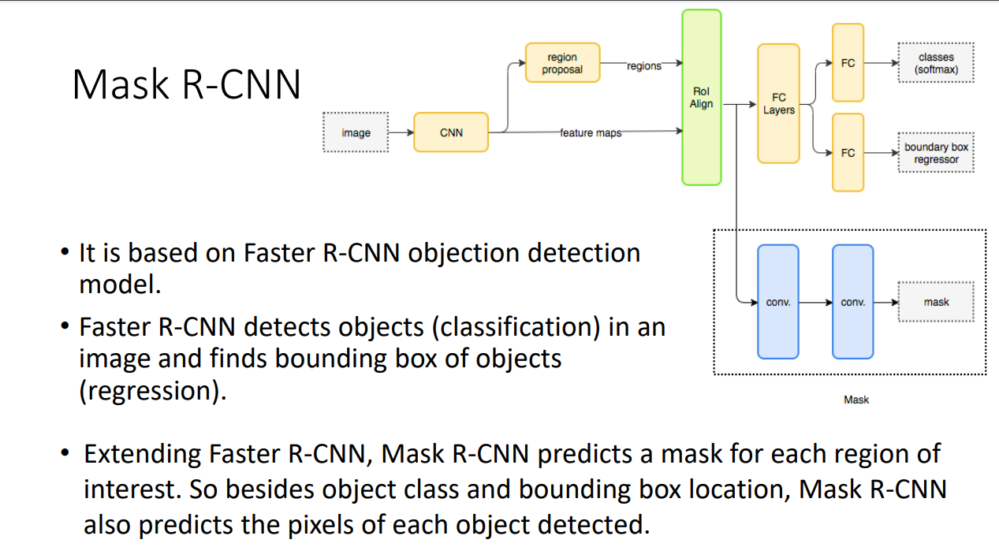 Mask R-CNN
image
CNN
region
proposal
regions
feature maps
RoI
Align
FC
Layers
FC
classes
(softmax)
FC
boundary box
regressor
conv.
conv.
mask
Mask
• It is based on Faster R-CNN objection detection
model.
• Faster R-CNN detects objects (classification) in an
image and finds bounding box of objects
(regression).
• Extending Faster R-CNN, Mask R-CNN predicts a mask for each region of
interest. So besides object class and bounding box location, Mask R-CNN
also predicts the pixels of each object detected.